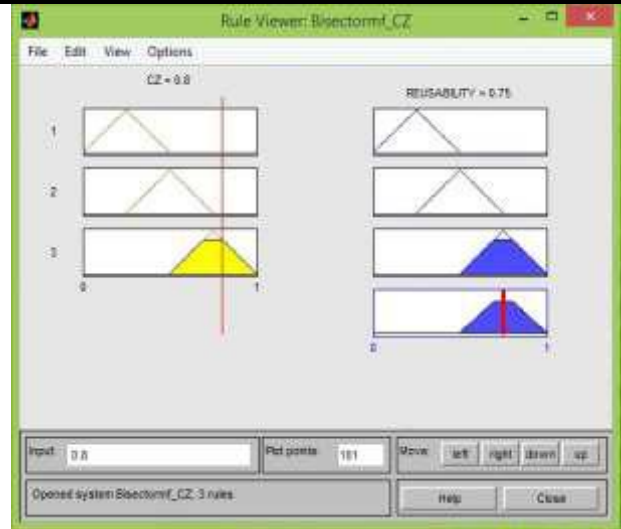 Rule Viewer: Bisectormf_CZ
File Edit View Options
CZ = 0.8
REUSABILITY = 0.75
1
2
3
0 1
0 1
Input: 0.8
Plot points: 101
Move: left right down up
Opened system Bisectormf_CZ, 3 rules
Help Close